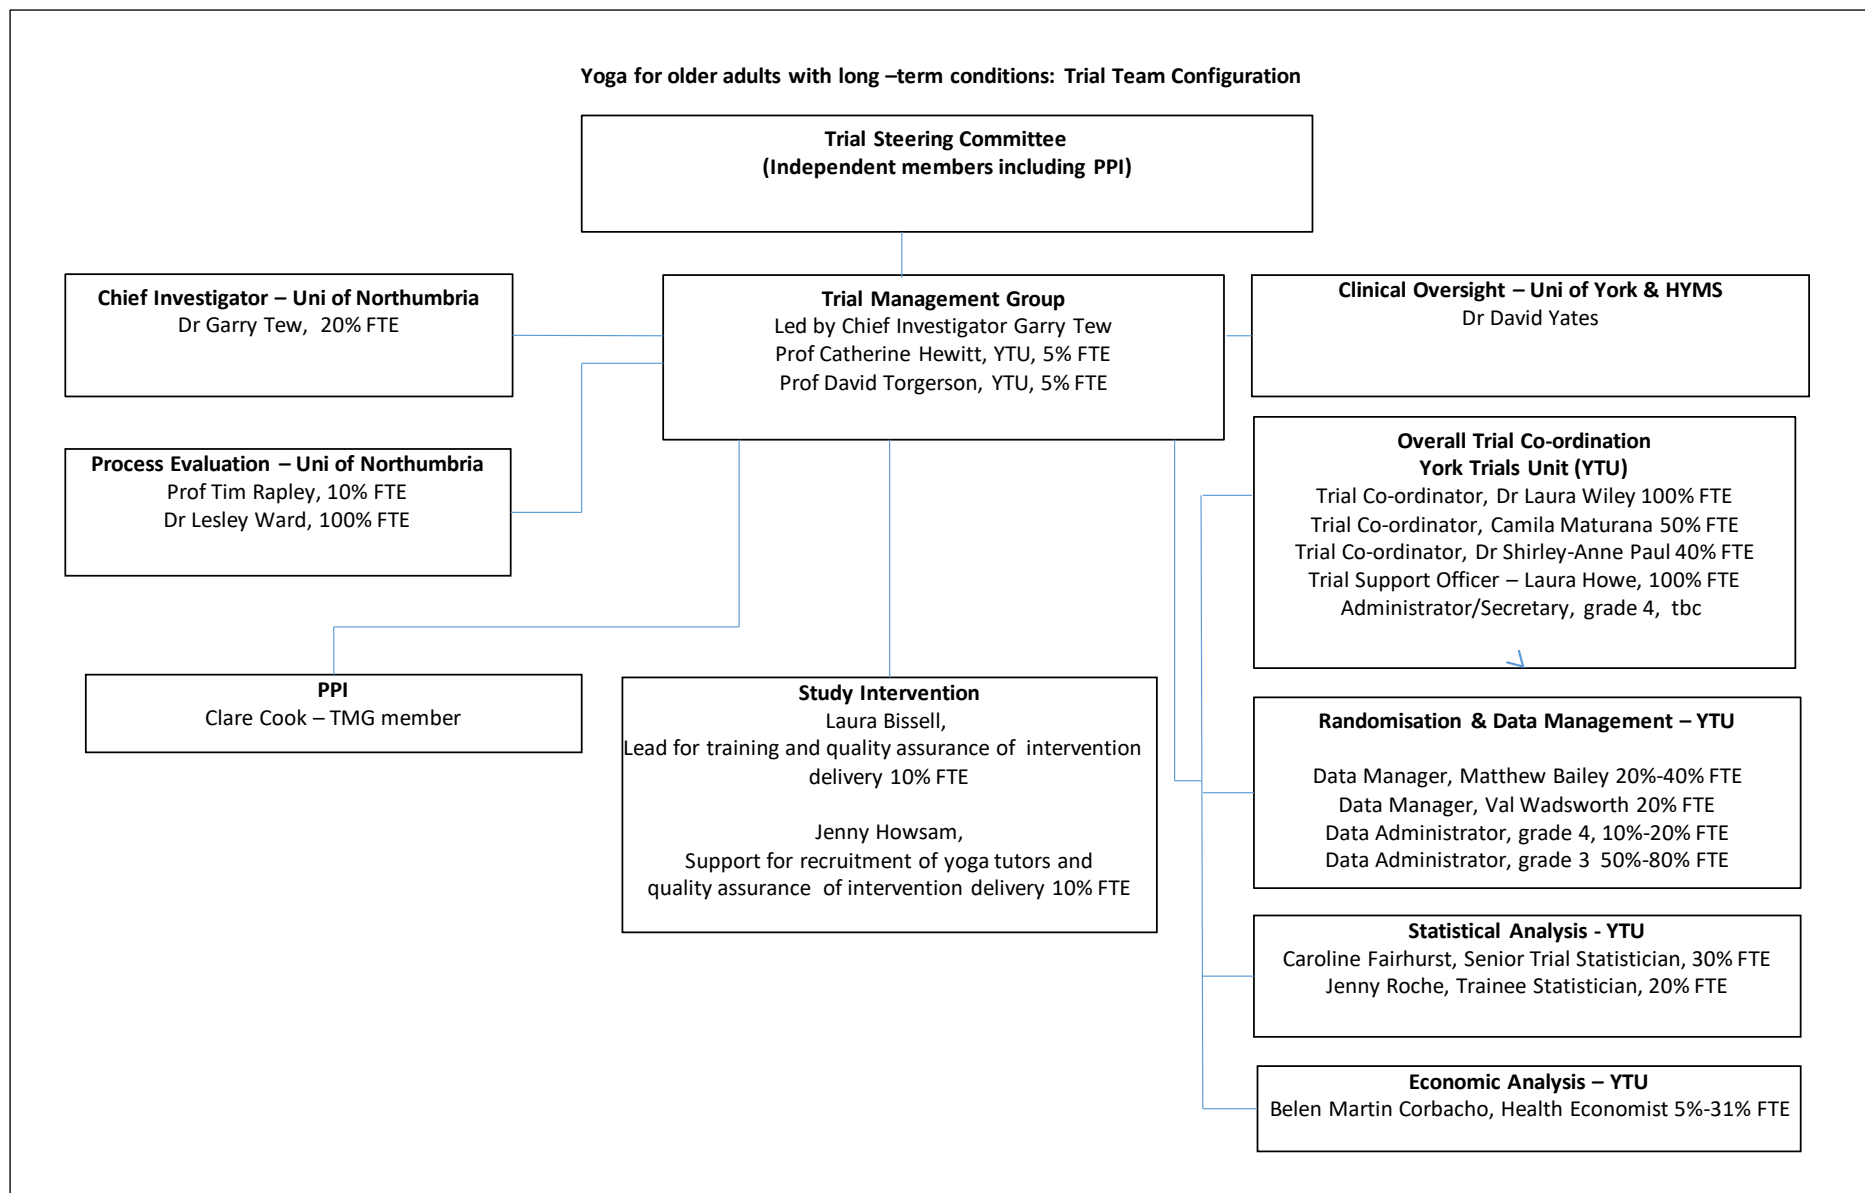 Yoga for older adults with long –term conditions: Trial Team Configuration
Trial Steering Committee
(Independent members including PPI)
Chief Investigator – Uni of Northumbria
Dr Garry Tew, 20% FTE
Trial Management Group
Led by Chief Investigator Garry Tew
Prof Catherine Hewitt, YTU, 5% FTE
Prof David Torgerson, YTU, 5% FTE
Clinical Oversight – Uni of York & HYMS
Dr David Yates
Process Evaluation – Uni of Northumbria
Prof Tim Rapley, 10% FTE
Dr Lesley Ward, 100% FTE
Overall Trial Co-ordination
York Trials Unit (YTU)
Trial Co-ordinator, Dr Laura Wiley 100% FTE
Trial Co-ordinator, Camila Maturana 50% FTE
Trial Co-ordinator, Dr Shirley-Anne Paul 40% FTE
Trial Support Officer – Laura Howe, 100% FTE
Administrator/Secretary, grade 4, tbc
PPI
Clare Cook – TMG member
Study Intervention
Laura Bissell,
Lead for training and quality assurance of intervention
delivery 10% FTE
Jenny Howsam,
Support for recruitment of yoga tutors and
quality assurance of intervention delivery 10% FTE
Randomisation & Data Management – YTU
Data Manager, Matthew Bailey 20%-40% FTE
Data Manager, Val Wadsworth 20% FTE
Data Administrator, grade 4, 10%-20% FTE
Data Administrator, grade 3 50%-80% FTE
Statistical Analysis - YTU
Caroline Fairhurst, Senior Trial Statistician, 30% FTE
Jenny Roche, Trainee Statistician, 20% FTE
Economic Analysis – YTU
Belen Martin Corbacho, Health Economist 5%-31% FTE